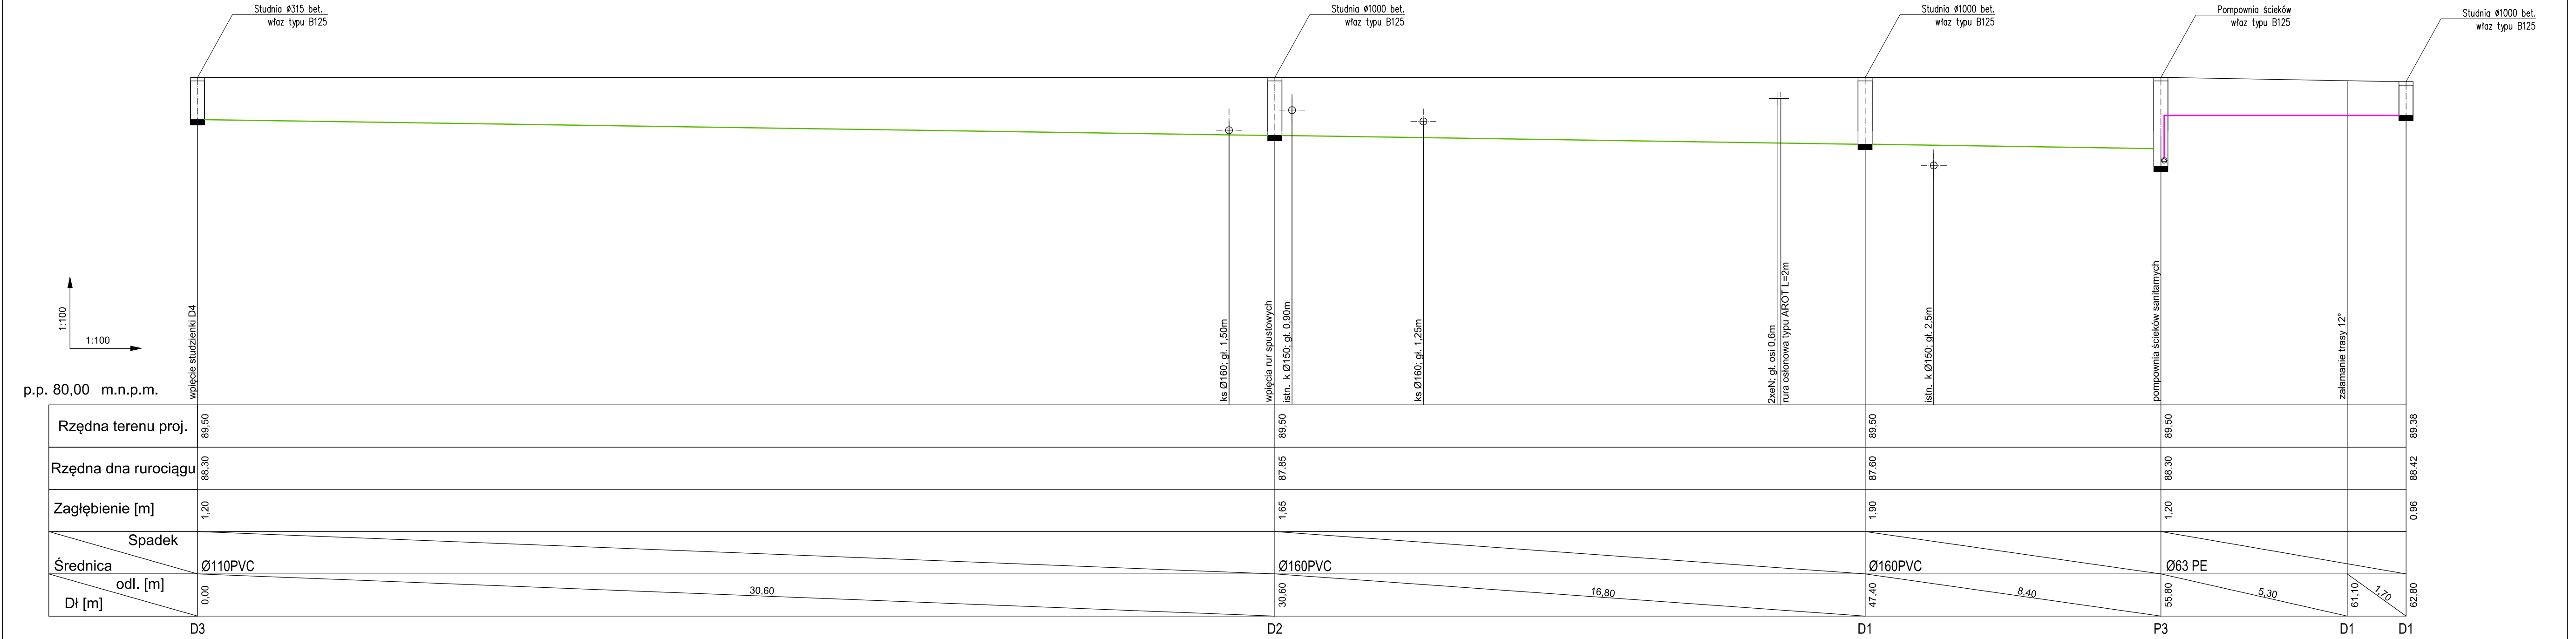 Studnia Ø315 bet.
właz typu B125
Studnia Ø1000 bet.
właz typu B125
Studnia Ø1000 bet.
właz typu B125
Pompownia ścieków
właz typu B125
Studnia Ø1000 bet.
właz typu B125
1:100
1:100
p.p. 80,00 m.n.p.m.
wpięcie studzienki D4
ks Ø160; gł. 1,50m
wpięcia rur spustowych
istn. k Ø150; gł. 0,90m
ks Ø160; gł. 1,25m
2xeN; gł. osi 0,6m
rura osłonowa typu AROT L=2m
istn. k Ø150; gł. 2,5m
pompownia ścieków sanitarnych
załamanie trasy 12°
Rzędna terenu proj. 89,50 89,50 89,50 89,50 89,38
Rzędna dna rurociągu 88.30 87.85 87.60 88.30 88.42
Zagłębienie [m] 1,20 1,65 1,90 1,20 0,96
Spadek
Średnica Ø110PVC Ø160PVC Ø160PVC Ø63 PE
odl. [m] 30,60 16,80 8,40 5,30 1,70
Dł [m] 0,00 30,60 47,40 55,80 61,10 62,80
D3 D2 D1 P3 D1 D1